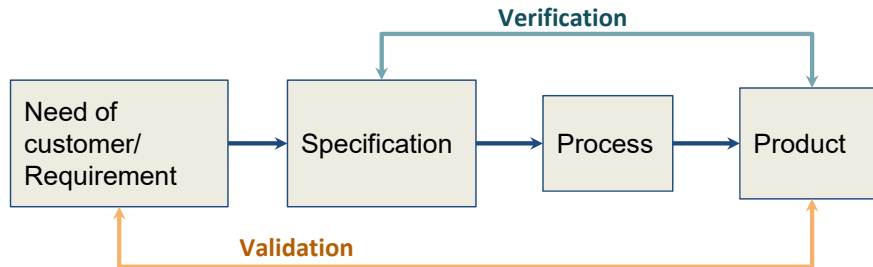 Verification
Need of
customer/
Requirement
Specification
Process
Product
Validation